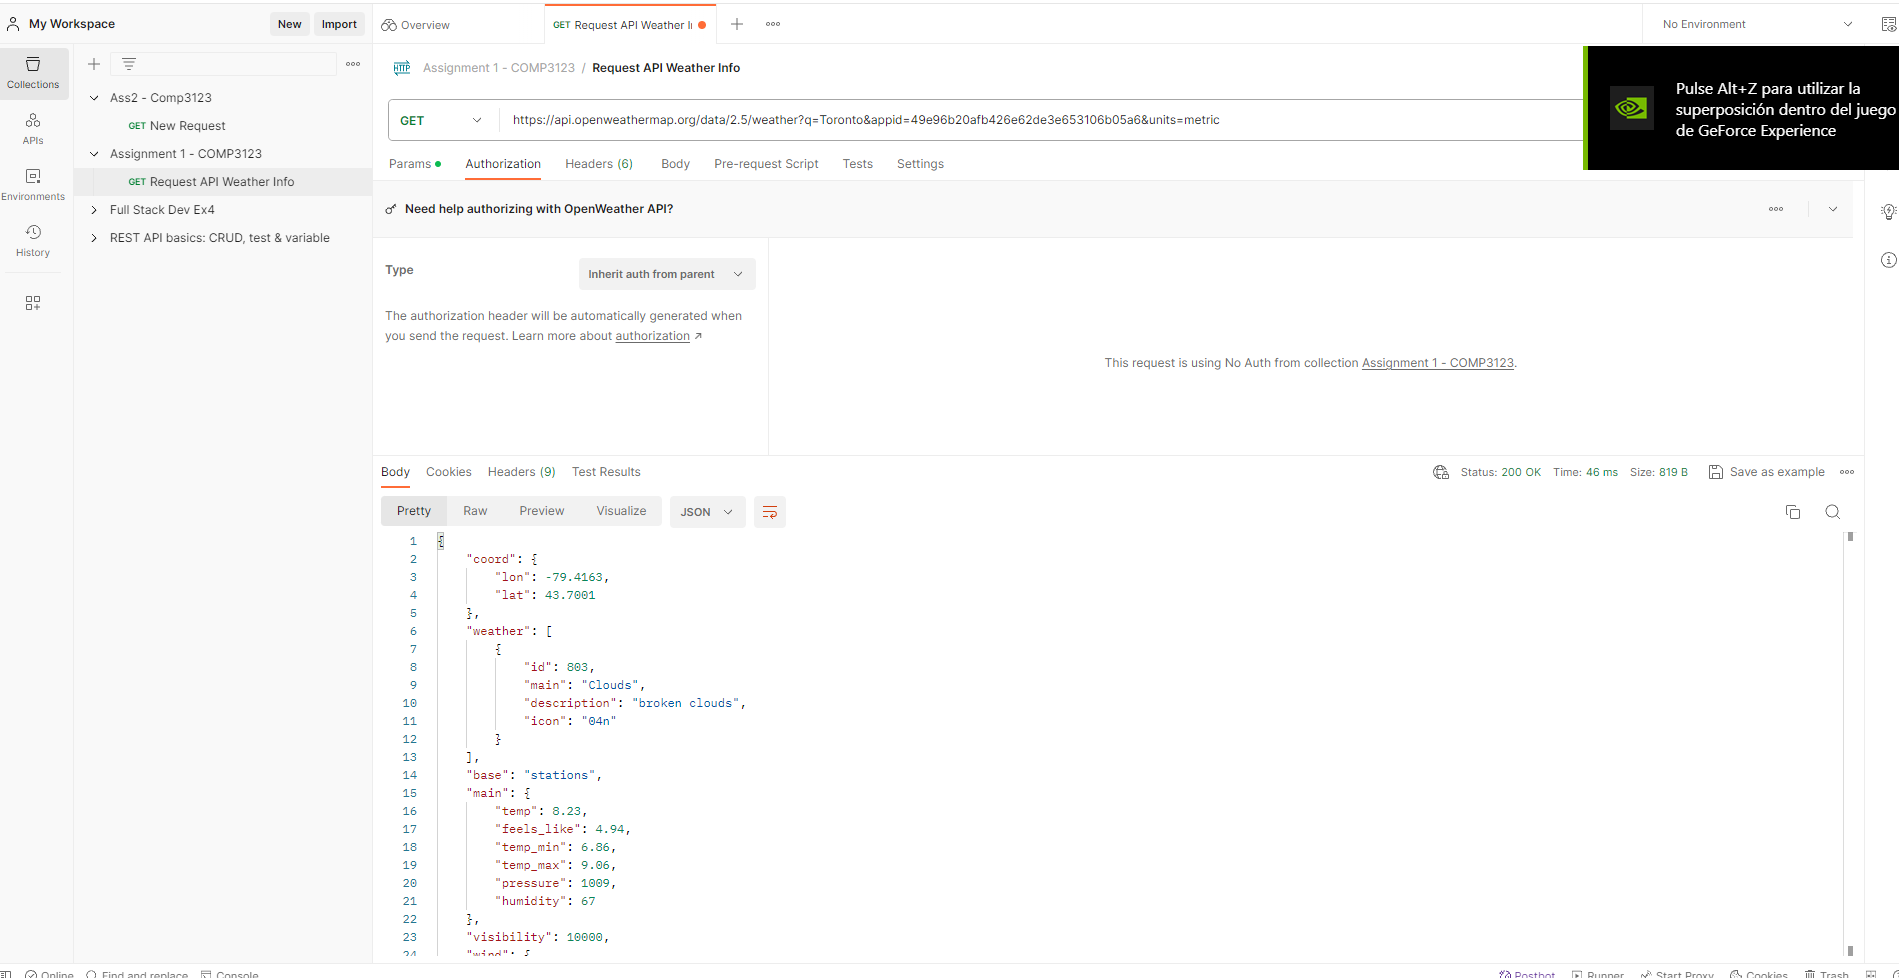 My Workspace
New
Import
Overview
GET Request API Weather I
No Environment
Collections
APIs
Environments
History
Ass2 - Comp3123
GET New Request
Assignment 1 - COMP3123
GET Request API Weather Info
Full Stack Dev Ex4
REST API basics: CRUD, test & variable
HTTP Assignment 1 - COMP3123 / Request API Weather Info
Pulse Alt+Z para utilizar la
superposición dentro del juego
de GeForce Experience
GET https://api.openweathermap.org/data/2.5/weather?q=Toronto&appid=49e96b20afb426e62de3e653106b05a6&units=metric
Params Authorization Headers (6) Body Pre-request Script Tests Settings
Need help authorizing with OpenWeather API?
Type
Inherit auth from parent
The authorization header will be automatically generated when
you send the request. Learn more about authorization ↗
This request is using No Auth from collection Assignment 1 - COMP3123.
Body Cookies Headers (9) Test Results
Status: 200 OK Time: 46 ms Size: 819 B Save as example
Pretty Raw Preview Visualize JSON
1 {
2 "coord": {
3 "lon": -79.4163,
4 "lat": 43.7001
5 },
6 "weather": [
7 {
8 "id": 803,
9 "main": "Clouds",
10 "description": "broken clouds",
11 "icon": "04n"
12 }
13 ],
14 "base": "stations",
15 "main": {
16 "temp": 8.23,
17 "feels_like": 4.94,
18 "temp_min": 6.86,
19 "temp_max": 9.06,
20 "pressure": 1009,
21 "humidity": 67
22 },
23 "visibility": 10000,
24 "wind": {
Online Find and replace Console
Postbot Runner Start Proxy Cookies Trash